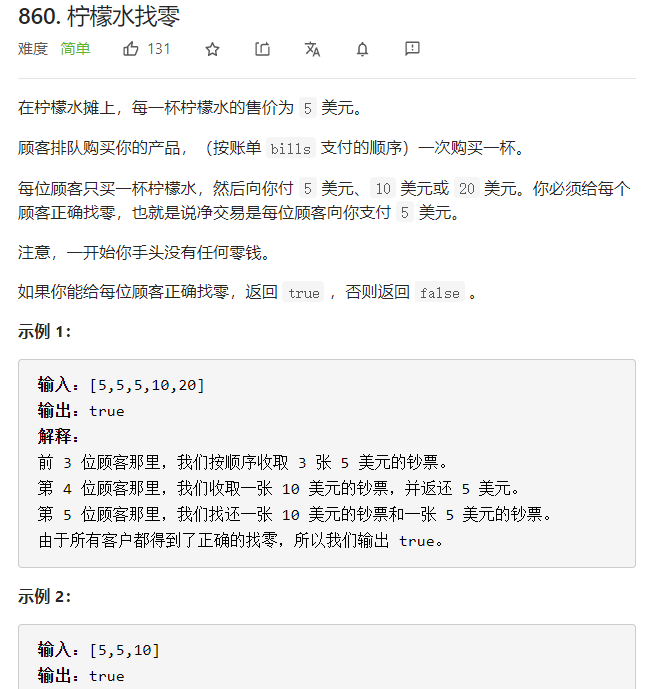 860. 柠檬水找零
难度 简单 131
在柠檬水摊上，每一杯柠檬水的售价为 5 美元。
顾客排队购买你的产品，（按账单 bills 支付的顺序）一次购买一杯。
每位顾客只买一杯柠檬水，然后向你付 5 美元、10 美元或 20 美元。你必须给每个
顾客正确找零，也就是说净交易是每位顾客向你支付 5 美元。
注意，一开始你手头没有任何零钱。
如果你能给每位顾客正确找零，返回 true ，否则返回 false 。
示例 1：
输入：[5,5,5,10,20]
输出：true
解释：
前 3 位顾客那里，我们按顺序收取 3 张 5 美元的钞票。
第 4 位顾客那里，我们收取一张 10 美元的钞票，并返还 5 美元。
第 5 位顾客那里，我们找还一张 10 美元的钞票和一张 5 美元的钞票。
由于所有客户都得到了正确的找零，所以我们输出 true。
示例 2：
输入：[5,5,10]
输出：true